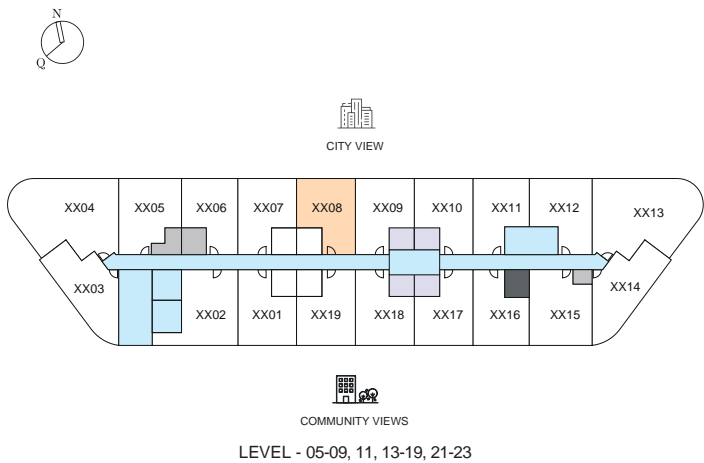 N
Q
CITY VIEW
XX04 XX05 XX06 XX07 XX08 XX09 XX10 XX11 XX12 XX13
XX03 XX14
XX02 XX01 XX19 XX18 XX17 XX16 XX15
COMMUNITY VIEWS
LEVEL - 05-09, 11, 13-19, 21-23